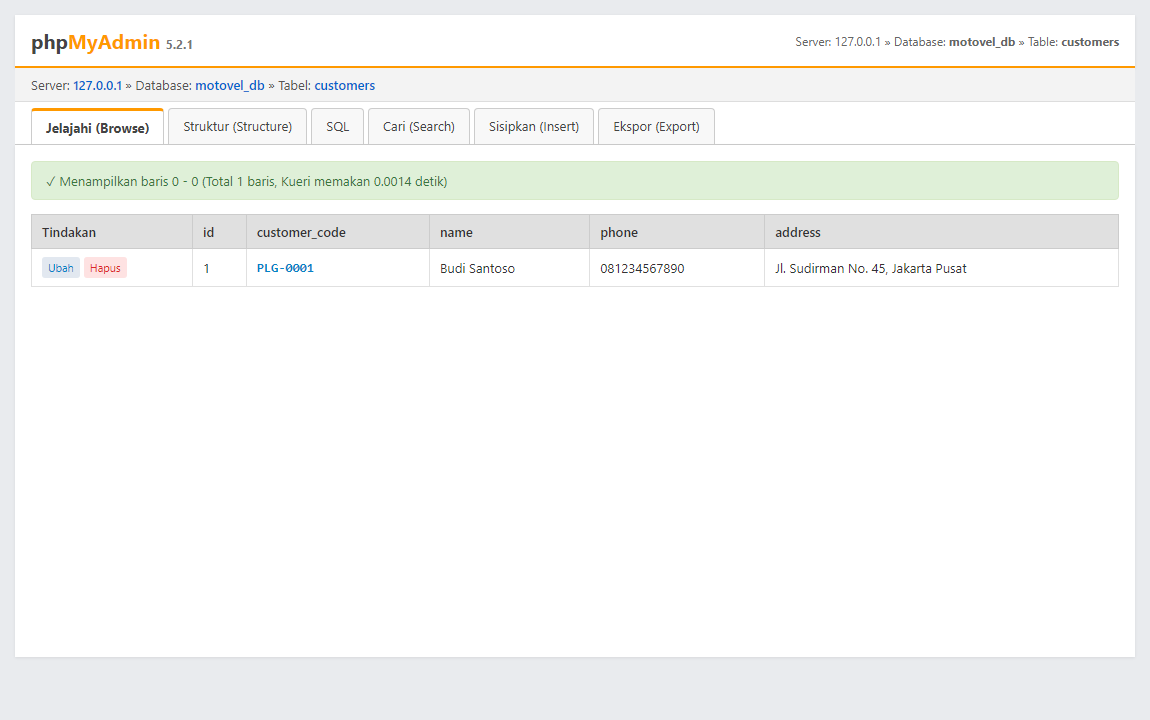 phpMyAdmin 5.2.1
Server: 127.0.0.1 » Database: motovel_db » Table: customers
Server: 127.0.0.1 » Database: motovel_db » Tabel: customers
Jelajahi (Browse) Struktur (Structure) SQL Cari (Search) Sisipkan (Insert) Ekspor (Export)
✓ Menampilkan baris 0 - 0 (Total 1 baris, Kueri memakan 0.0014 detik)
Tindakan id customer_code name phone address
Ubah Hapus 1 PLG-0001 Budi Santoso 081234567890 Jl. Sudirman No. 45, Jakarta Pusat